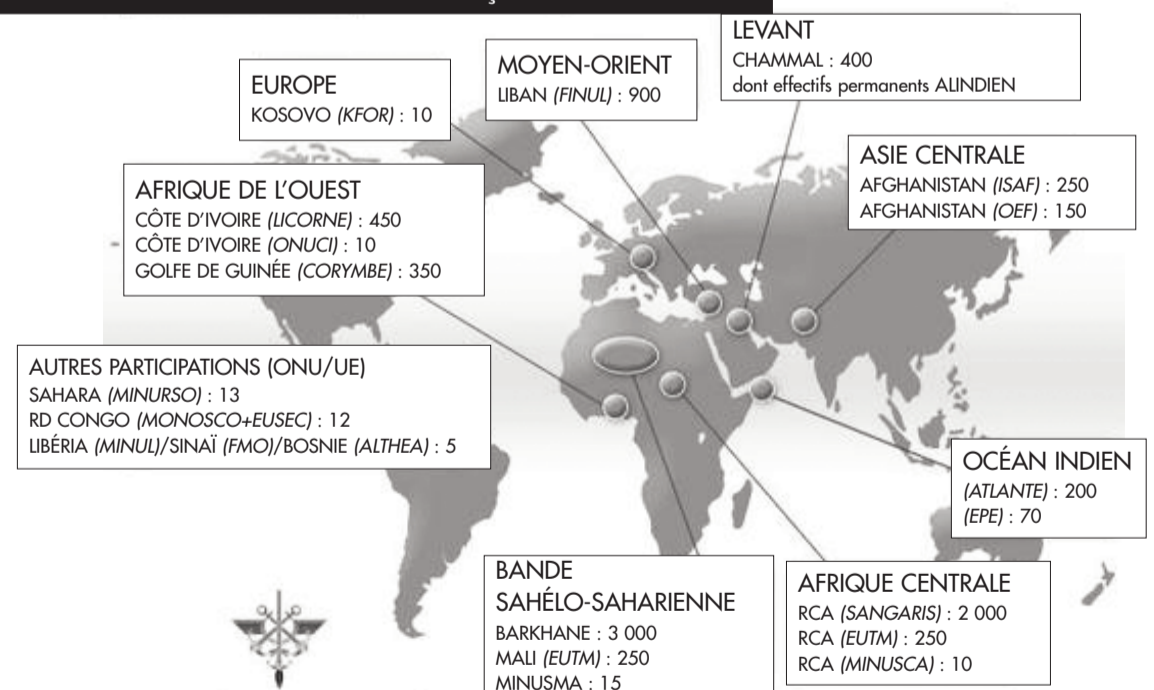 EUROPE
KOSOVO (KFOR) : 10
MOYEN-ORIENT
LIBAN (FINUL) : 900
LEVANT
CHAMMAL : 400
dont effectifs permanents ALINDIEN
ASIE CENTRALE
AFGHANISTAN (ISAF) : 250
AFGHANISTAN (OEF) : 150
AFRIQUE DE L'OUEST
CÔTE D'IVOIRE (LICORNE) : 450
CÔTE D'IVOIRE (ONUCI) : 10
GOLFE DE GUINÉE (CORYMBE) : 350
AUTRES PARTICIPATIONS (ONU/UE)
SAHARA (MINURSO) : 13
RD CONGO (MONOSCO+EUSEC) : 12
LIBÉRIA (MINUL)/SINAÏ (FMO)/BOSNIE (ALTHEA) : 5
OCÉAN INDIEN
(ATLANTE) : 200
(EPE) : 70
BANDE
SAHÉLO-SAHARIENNE
BARKHANE : 3 000
MALI (EUTM) : 250
MINUSMA : 15
AFRIQUE CENTRALE
RCA (SANGARIS) : 2 000
RCA (EUTM) : 250
RCA (MINUSCA) : 10